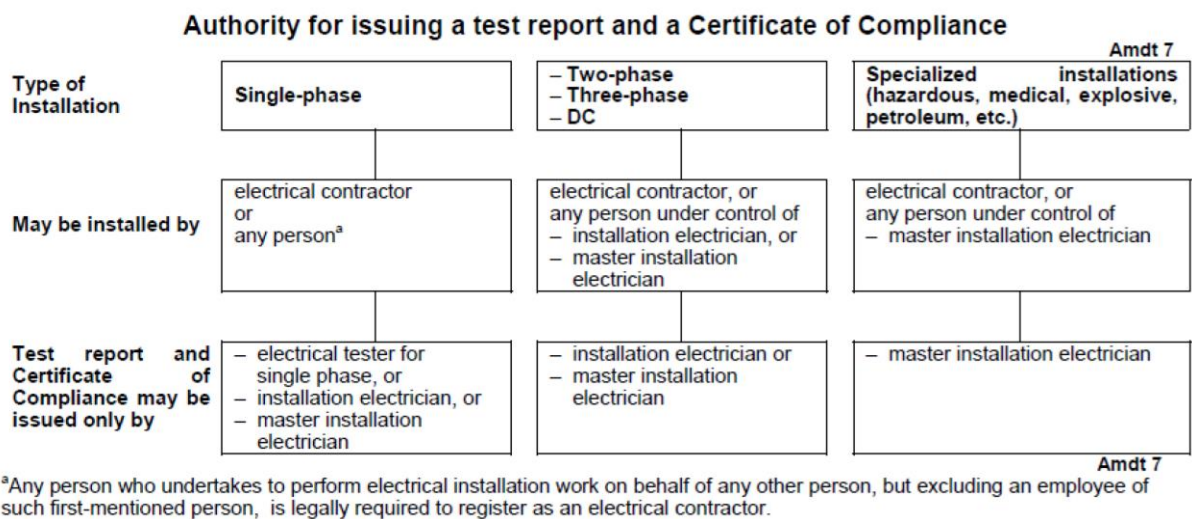 Authority for issuing a test report and a Certificate of Compliance
Amdt 7
Type of
Installation
Single-phase
– Two-phase
– Three-phase
– DC
Specialized installations
(hazardous, medical, explosive,
petroleum, etc.)
May be installed by
electrical contractor
or
any personᵃ
electrical contractor, or
any person under control of
– installation electrician, or
– master installation
electrician
electrical contractor, or
any person under control of
– master installation electrician
Test report and
Certificate of
Compliance may be
issued only by
– electrical tester for
single phase, or
– installation electrician, or
– master installation
electrician
– installation electrician or
– master installation
electrician
– master installation electrician
Amdt 7
ᵃAny person who undertakes to perform electrical installation work on behalf of any other person, but excluding an employee of
such first-mentioned person, is legally required to register as an electrical contractor.